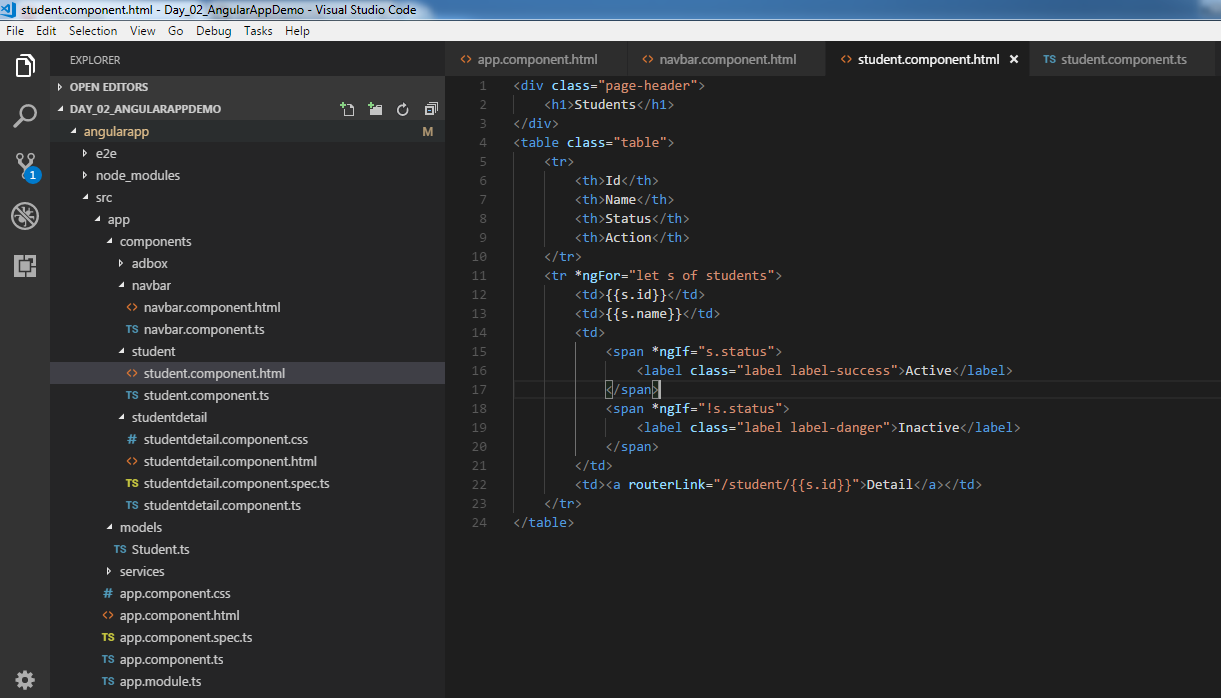 student.component.html - Day_02_AngularAppDemo - Visual Studio Code
File Edit Selection View Go Debug Tasks Help
EXPLORER
OPEN EDITORS
DAY_02_ANGULARAPPDEMO
angularapp M
e2e
node_modules
1
src
app
components
adbox
navbar
<> navbar.component.html
TS navbar.component.ts
student
<> student.component.html
TS student.component.ts
studentdetail
# studentdetail.component.css
<> studentdetail.component.html
TS studentdetail.component.spec.ts
TS studentdetail.component.ts
models
TS Student.ts
services
# app.component.css
<> app.component.html
TS app.component.spec.ts
TS app.component.ts
TS app.module.ts
<> app.component.html <> navbar.component.html <> student.component.html × TS student.component.ts
1 <div class="page-header">
2 <h1>Students</h1>
3 </div>
4 <table class="table">
5 <tr>
6 <th>Id</th>
7 <th>Name</th>
8 <th>Status</th>
9 <th>Action</th>
10 </tr>
11 <tr *ngFor="let s of students">
12 <td>{{s.id}}</td>
13 <td>{{s.name}}</td>
14 <td>
15 <span *ngIf="s.status">
16 <label class="label label-success">Active</label>
17 </span>
18 <span *ngIf="!s.status">
19 <label class="label label-danger">Inactive</label>
20 </span>
21 </td>
22 <td><a routerLink="/student/{{s.id}}">Detail</a></td>
23 </tr>
24 </table>